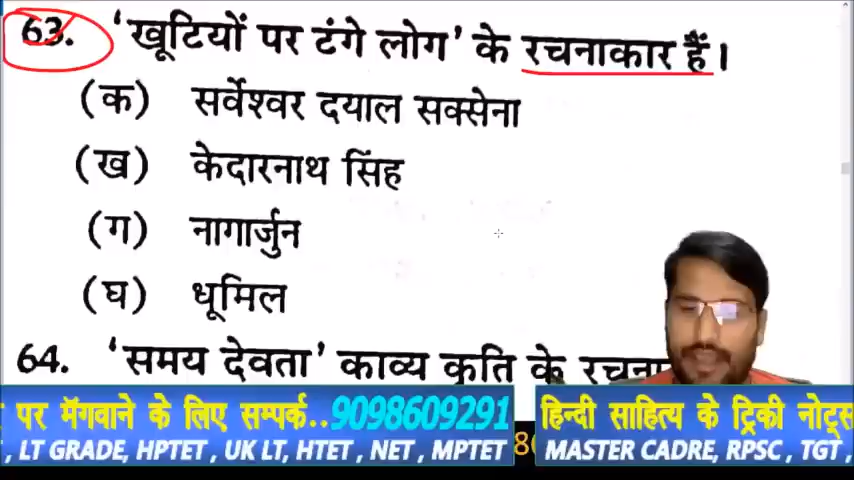 63. 'खूटियों पर टंगे लोग' के रचनाकार हैं।
(क) सर्वेश्वर दयाल सक्सेना
(ख) केदारनाथ सिंह
(ग) नागार्जुन
(घ) धूमिल
64. 'समय देवता' काव्य कृति के
पर मॅगवाने के लिए सम्पर्क..9098609291 हिन्दी साहित्य के ट्रिकी नोट्स
, LT GRADE, HPTET , UK LT, HTET , NET , MPTET MASTER CADRE, RPSC , TGT ,